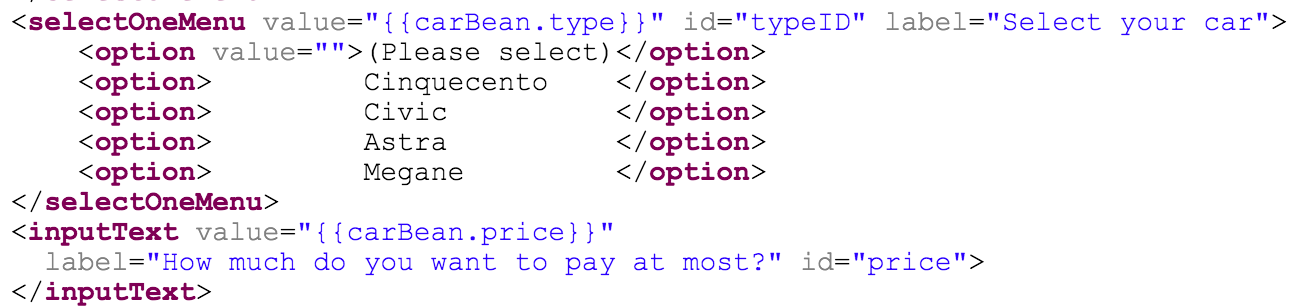 <selectOneMenu value="{{carBean.type}}" id="typeID" label="Select your car">
    <option value="">(Please select)</option>
    <option>         Cinquecento    </option>
    <option>         Civic          </option>
    <option>         Astra          </option>
    <option>         Megane         </option>
</selectOneMenu>
<inputText value="{{carBean.price}}"
  label="How much do you want to pay at most?" id="price">
</inputText>